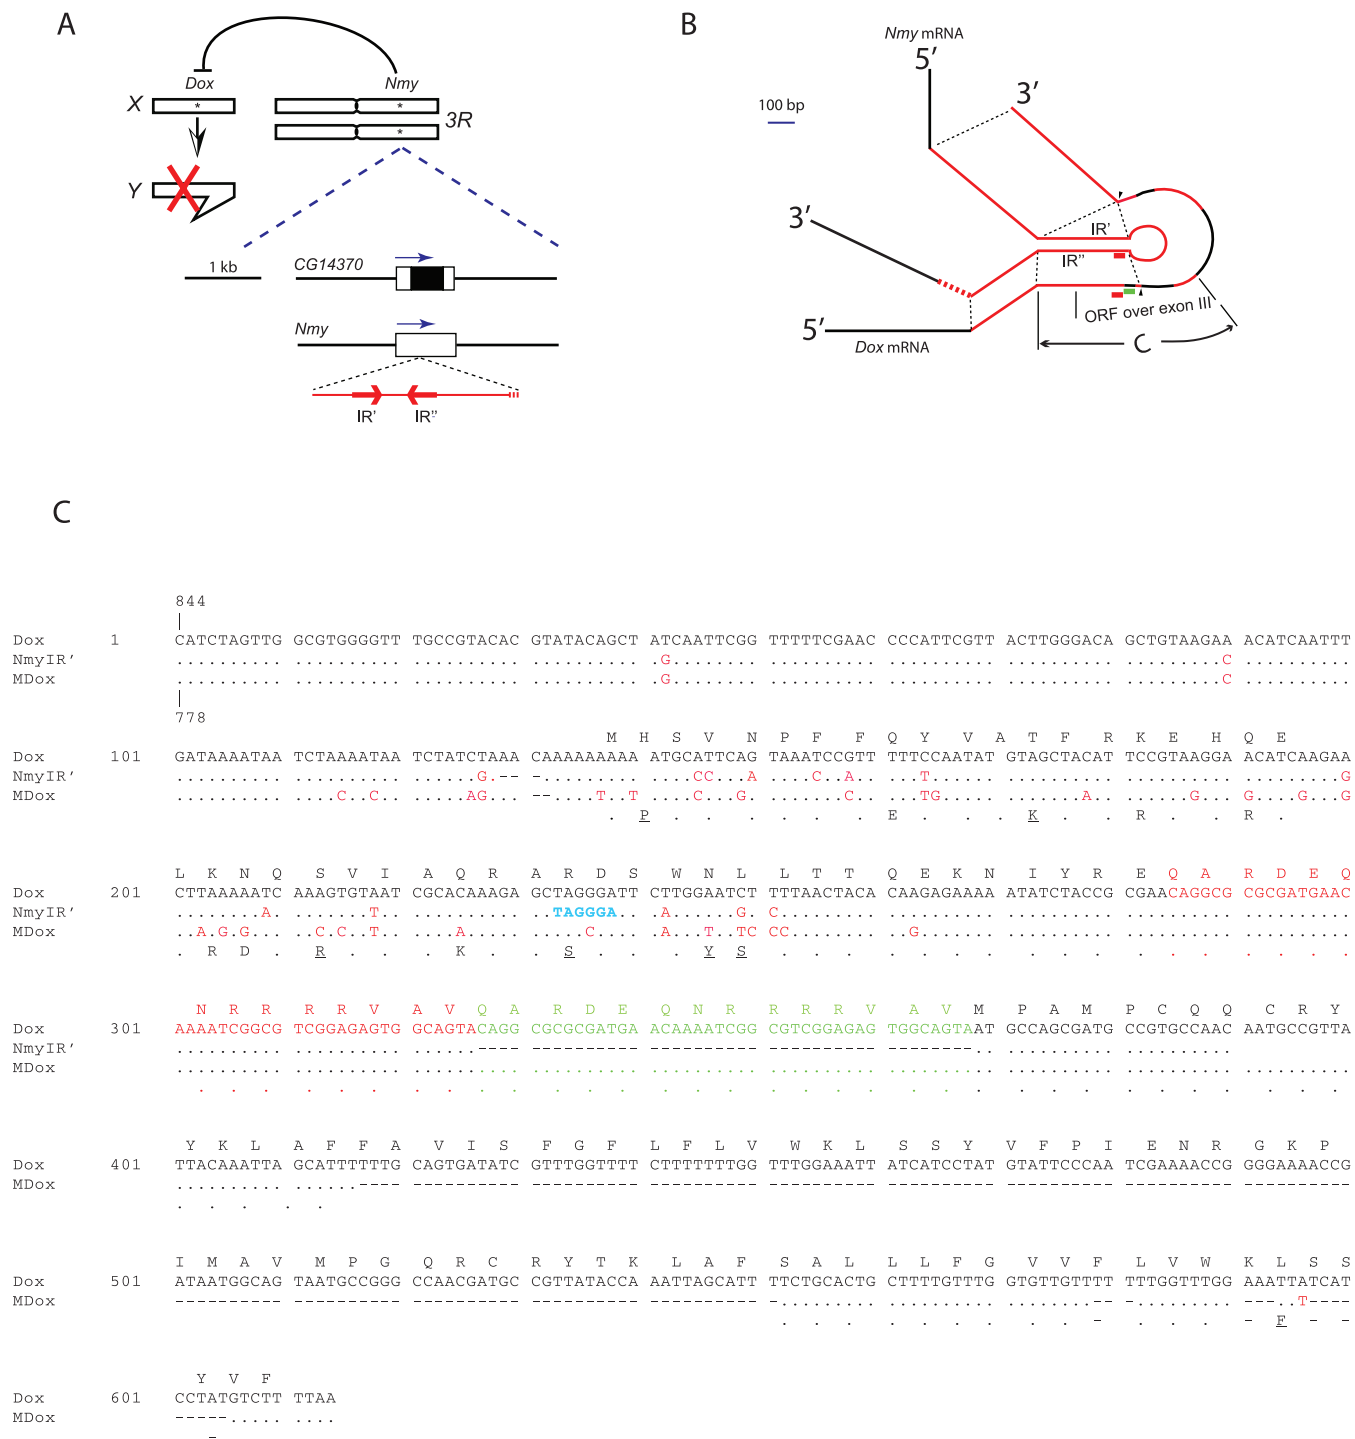 A
Dox
Nmy
X
3R
Y
1 kb
CG14370
Nmy
IR'
IR"
B
Nmy mRNA
5'
3'
100 bp
3'
IR'
IR"
5'
ORF over exon III
Dox mRNA
C
C
844
Dox 1 CATCTAGTTG GCGTGGGGTT TGCCGTACAC GTATACAGCT ATCAATTCGG TTTTTCGAAC CCCATTCGTT ACTTGGGACA GCTGTAAGAA ACATCAATTT
NmyIR' .......... .......... .......... .......... .G........ .......... .......... .......... .........C ..........
MDox .......... .......... .......... .......... .G........ .......... .......... .......... .........C ..........
778
M H S V N P F F Q Y V A T F R K E H Q E
Dox 101 GATAAAATAA TCTAAAATAA TCTATCTAAA CAAAAAAAAA ATGCATTCAG TAAATCCGTT TTTCCAATAT GTAGCTACAT TCCGTAAGGA ACATCAAGAA
NmyIR' .......... .......... ......G.-- -......... ....CC...A .....C..A. ....T..... .......... .......... .........G
MDox .......... .....C..C. .....AG... --....T..T ....C...G. ........C. ....TG.... ......A... ......G... .G....G..G
. P . . . . . . . E . . K . . R . . R .
L K N Q S V I A Q R A R D S W N L L T T Q E K N I Y R E Q A R D E Q
Dox 201 CTTAAAAATC AAAGTGTAAT CGCACAAAGA GCTAGGGATT CTTGGAATCT TTTAACTACA CAAGAGAAAA ATATCTACCG CGAACAGGCG CGCGATGAAC
NmyIR' ........A. .......T.. .......... ..TAGGGA.. .A......G. .C........ .......... .......... .......... ..........
MDox ..A.G.G... ..C.C..T.. .....A.... ......C... .A...T..TC CC........ ...G...... .......... .......... ..........
. R D . R . . . K . . S . . . Y S . . . . . . . . . . . . . . . . .
N R R R R V A V Q A R D E Q N R R R R V A V M P A M P C Q Q C R Y
Dox 301 AAAATCGGCG TCGGAGAGTG GCAGTACAGG CGCGCGATGA ACAAAATCGG CGTCGGAGAG TGGCAGTAAT GCCAGCGATG CCGTGCCAAC AATGCCGTTA
NmyIR' .......... .......... ......---- ---------- ---------- ---------- --------.. .......... ..........
MDox .......... .......... .......... .......... .......... .......... .......... .......... .......... ..........
. . . . . . . . . . . . . . . . . . . . . . . . . . . . . . . . .
Y K L A F F A V I S F G F L F L V W K L S S Y V F P I E N R G K P
Dox 401 TTACAAATTA GCATTTTTTG CAGTGATATC GTTTGGTTTT CTTTTTTTGG TTTGGAAATT ATCATCCTAT GTATTCCCAA TCGAAAACCG GGGAAAACCG
MDox .......... ......---- ---------- ---------- ---------- ---------- ---------- ---------- ---------- ----------
. . . . .
I M A V M P G Q R C R Y T K L A F S A L L L F G V V F L V W K L S S
Dox 501 ATAATGGCAG TAATGCCGGG CCAACGATGC CGTTATACCA AATTAGCATT TTCTGCACTG CTTTTGTTTG GTGTTGTTTT TTTGGTTTGG AAATTATCAT
MDox ---------- ---------- ---------- ---------- ---------- -......... .......... ........-- -......... ---..T----
. . . . . . . . . - . . . - F - -
Y V F
Dox 601 CCTATGTCTT TTAA
MDox -----..... ....
-